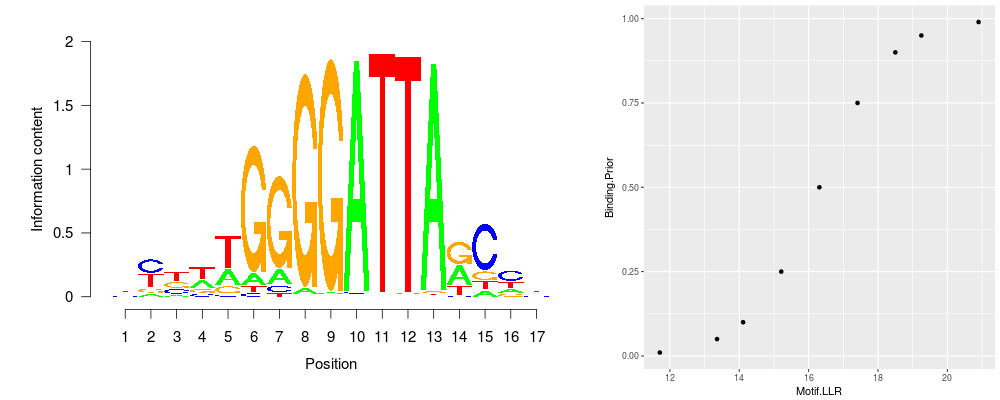 Information content
2
1.5
1
0.5
0
C T T T T G G G G A T T A G C C
1 2 3 4 5 6 7 8 9 10 11 12 13 14 15 16 17
Position
Binding.Prior
1.00
0.75
0.50
0.25
0.00
12 14 16 18 20
Motif.LLR